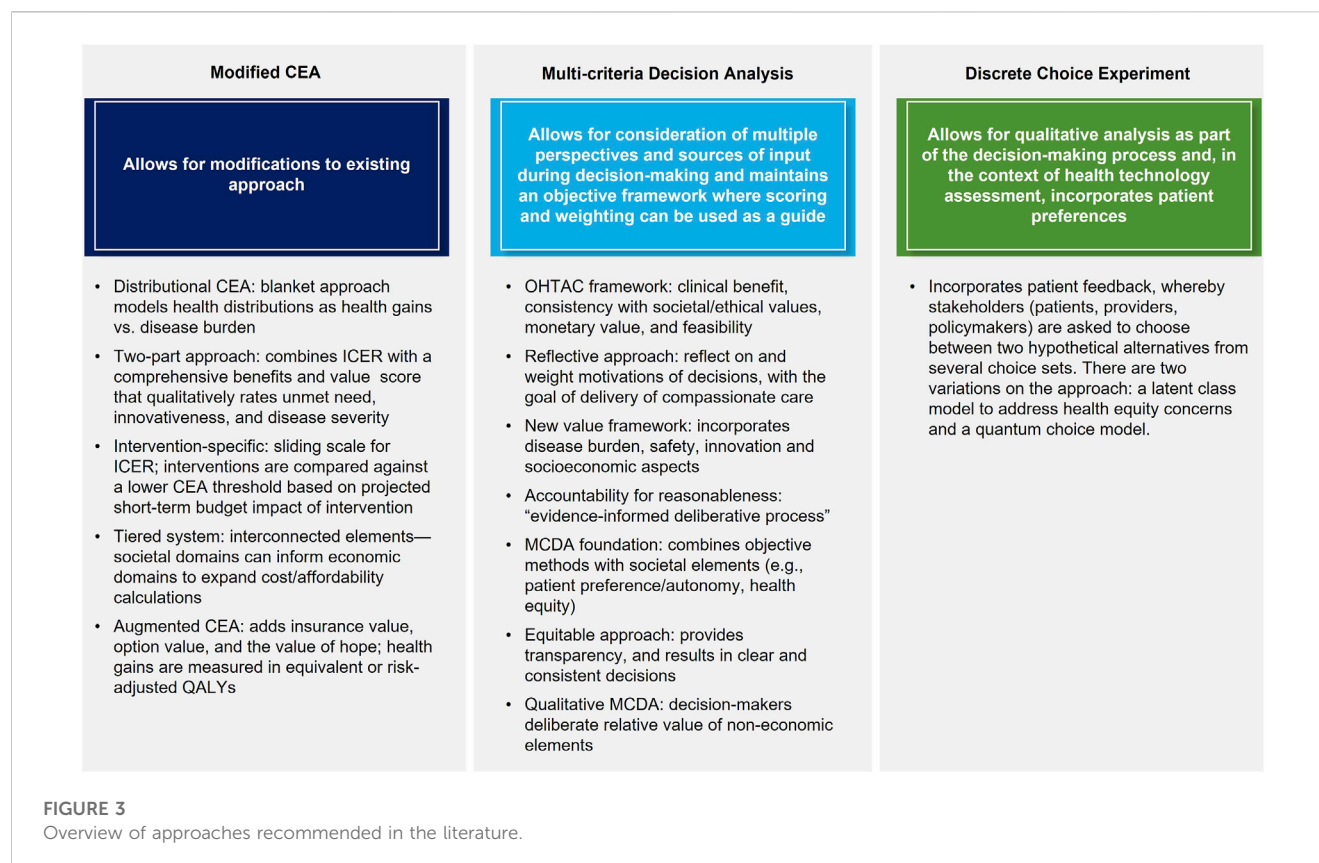 Modified CEA
Allows for modifications to existing
approach
• Distributional CEA: blanket approach
models health distributions as health gains
vs. disease burden
• Two-part approach: combines ICER with a
comprehensive benefits and value score
that qualitatively rates unmet need,
innovativeness, and disease severity
• Intervention-specific: sliding scale for
ICER; interventions are compared against
a lower CEA threshold based on projected
short-term budget impact of intervention
• Tiered system: interconnected elements—
societal domains can inform economic
domains to expand cost/affordability
calculations
• Augmented CEA: adds insurance value,
option value, and the value of hope; health
gains are measured in equivalent or risk-
adjusted QALYs
Multi-criteria Decision Analysis
Allows for consideration of multiple
perspectives and sources of input
during decision-making and maintains
an objective framework where scoring
and weighting can be used as a guide
• OHTAC framework: clinical benefit,
consistency with societal/ethical values,
monetary value, and feasibility
• Reflective approach: reflect on and
weight motivations of decisions, with the
goal of delivery of compassionate care
• New value framework: incorporates
disease burden, safety, innovation and
socioeconomic aspects
• Accountability for reasonableness:
“evidence-informed deliberative process”
• MCDA foundation: combines objective
methods with societal elements (e.g.,
patient preference/autonomy, health
equity)
• Equitable approach: provides
transparency, and results in clear and
consistent decisions
• Qualitative MCDA: decision-makers
deliberate relative value of non-economic
elements
Discrete Choice Experiment
Allows for qualitative analysis as part
of the decision-making process and, in
the context of health technology
assessment, incorporates patient
preferences
• Incorporates patient feedback, whereby
stakeholders (patients, providers,
policymakers) are asked to choose
between two hypothetical alternatives from
several choice sets. There are two
variations on the approach: a latent class
model to address health equity concerns
and a quantum choice model.
FIGURE 3
Overview of approaches recommended in the literature.